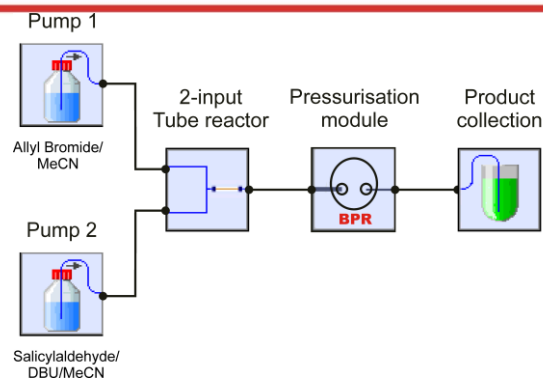 Pump 1
Allyl Bromide/
MeCN
2-input
Tube reactor
Pressurisation
module
BPR
Product
collection
Pump 2
Salicylaldehyde/
DBU/MeCN